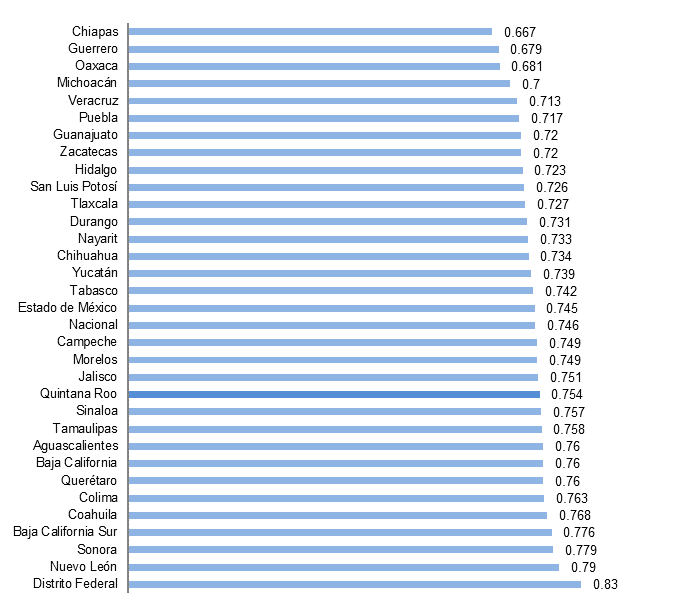 Chiapas 0.667
Guerrero 0.679
Oaxaca 0.681
Michoacán 0.7
Veracruz 0.713
Puebla 0.717
Guanajuato 0.72
Zacatecas 0.72
Hidalgo 0.723
San Luis Potosí 0.726
Tlaxcala 0.727
Durango 0.731
Nayarit 0.733
Chihuahua 0.734
Yucatán 0.739
Tabasco 0.742
Estado de México 0.745
Nacional 0.746
Campeche 0.749
Morelos 0.749
Jalisco 0.751
Quintana Roo 0.754
Sinaloa 0.757
Tamaulipas 0.758
Aguascalientes 0.76
Baja California 0.76
Querétaro 0.76
Colima 0.763
Coahuila 0.768
Baja California Sur 0.776
Sonora 0.779
Nuevo León 0.79
Distrito Federal 0.83